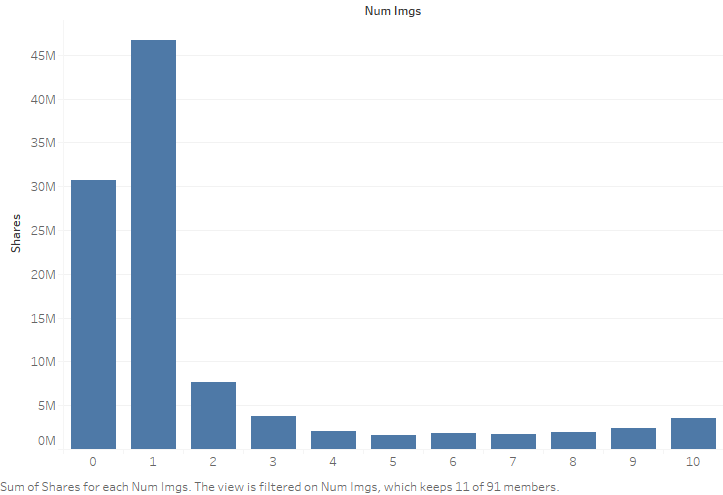 Num Imgs
45M
40M
35M
30M
25M
20M
15M
10M
5M
0M
Shares
0 1 2 3 4 5 6 7 8 9 10
Sum of Shares for each Num Imgs. The view is filtered on Num Imgs, which keeps 11 of 91 members.